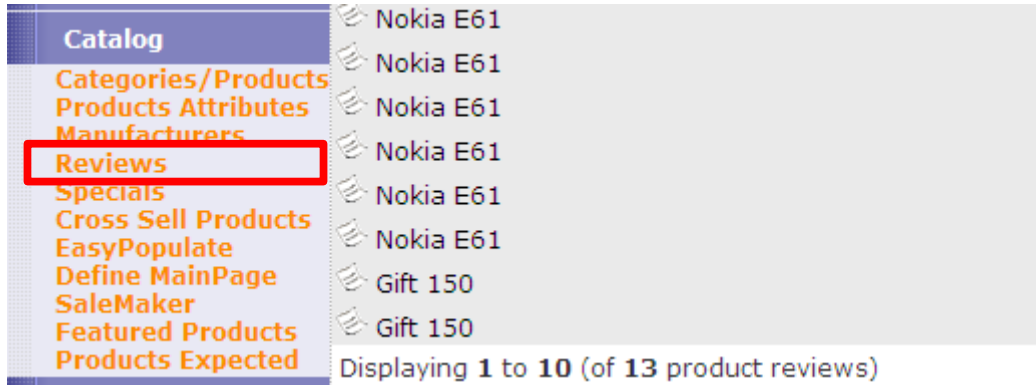 Catalog
Categories/Products
Products Attributes
Manufacturers
Reviews
Specials
Cross Sell Products
EasyPopulate
Define MainPage
SaleMaker
Featured Products
Products Expected
Nokia E61
Nokia E61
Nokia E61
Nokia E61
Nokia E61
Nokia E61
Gift 150
Gift 150
Displaying 1 to 10 (of 13 product reviews)